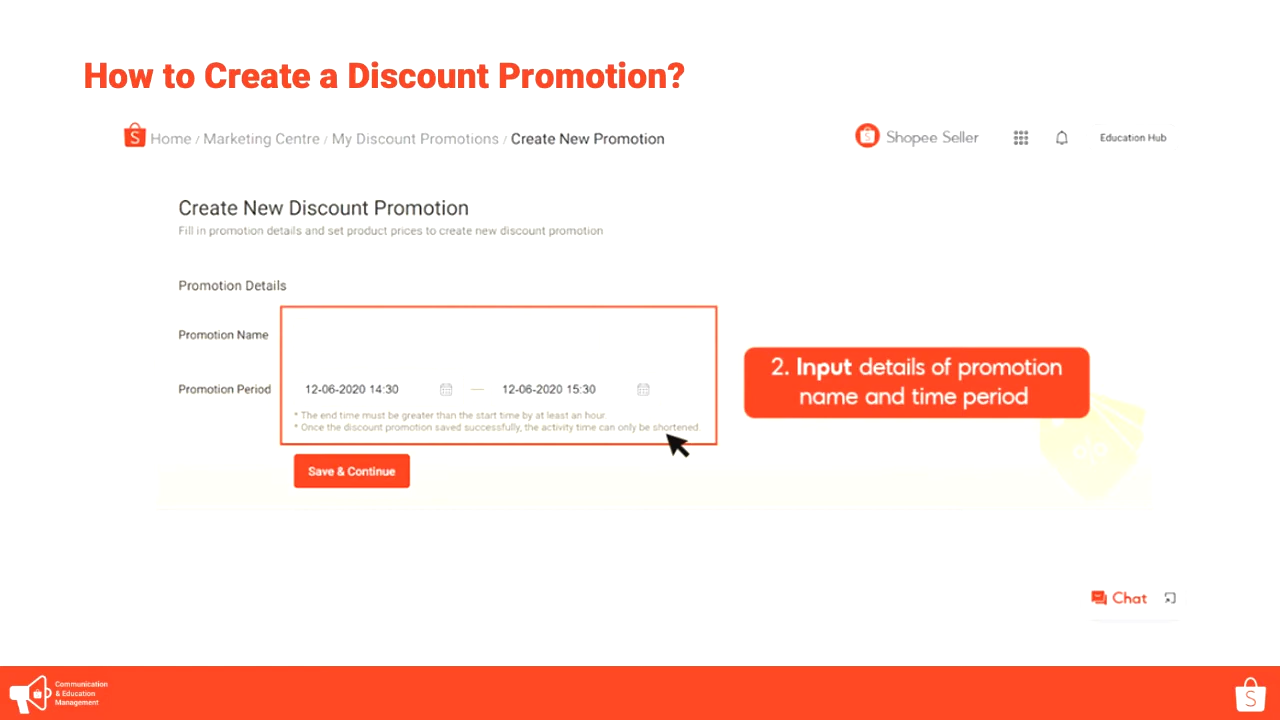 How to Create a Discount Promotion?
Home / Marketing Centre / My Discount Promotions / Create New Promotion
Shopee Seller
Education Hub
Create New Discount Promotion
Fill in promotion details and set product prices to create new discount promotion
Promotion Details
Promotion Name
Promotion Period
12-06-2020 14:30
12-06-2020 15:30
* The end time must be greater than the start time by at least an hour
* Once the discount promotion saved successfully, the activity time can only be shortened
Save & Continue
2. Input details of promotion
name and time period
Chat
Communication
& Education
Management